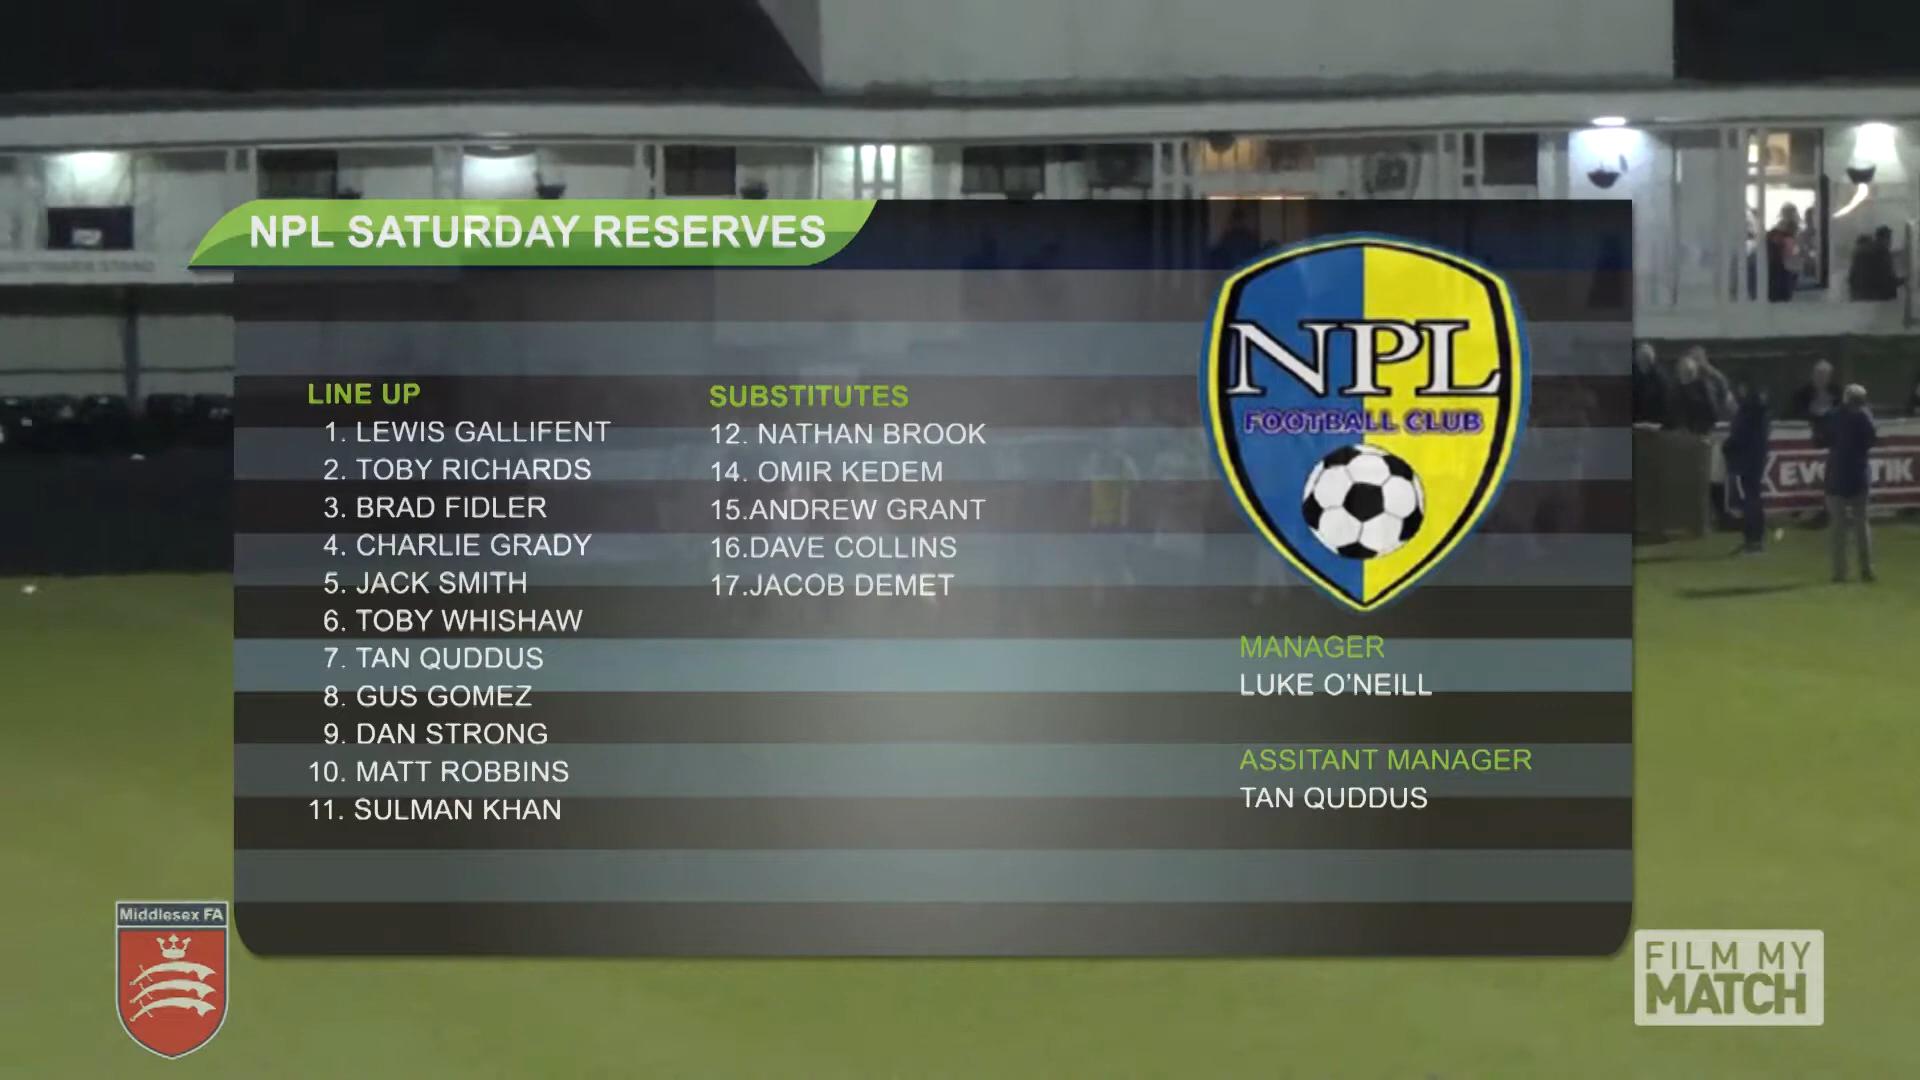 NPL SATURDAY RESERVES
LINE UP
1. LEWIS GALLIFENT
2. TOBY RICHARDS
3. BRAD FIDLER
4. CHARLIE GRADY
5. JACK SMITH
6. TOBY WHISHAW
7. TAN QUDDUS
8. GUS GOMEZ
9. DAN STRONG
10. MATT ROBBINS
11. SULMAN KHAN
SUBSTITUTES
12. NATHAN BROOK
14. OMIR KEDEM
15.ANDREW GRANT
16.DAVE COLLINS
17.JACOB DEMET
NPL
FOOTBALL CLUB
MANAGER
LUKE O’NEILL
ASSITANT MANAGER
TAN QUDDUS
Middlesex FA
FILM MY
MATCH